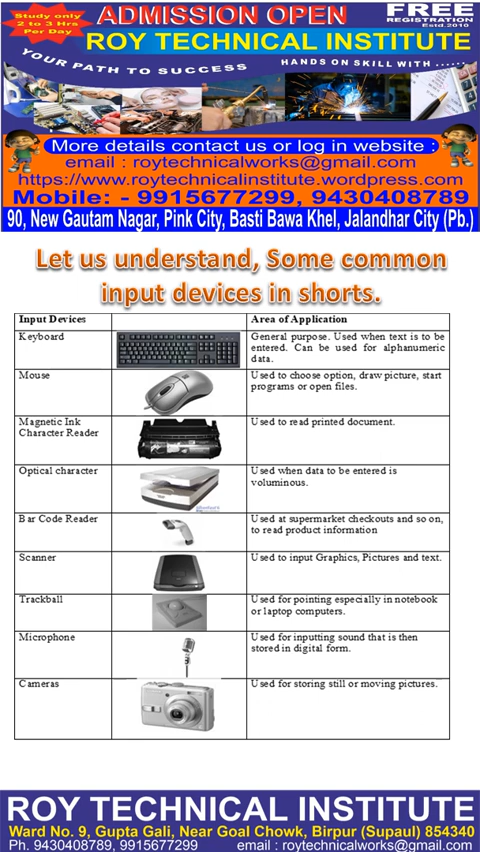 Study only
2 to 3 Hrs
Per Day
ADMISSION OPEN
FREE
REGISTRATION
Estd.2010
ROY TECHNICAL INSTITUTE
YOUR PATH TO SUCCESS
HANDS ON SKILL WITH ......
More details contact us or log in website :
email : roytechnicalworks@gmail.com
https://www.roytechnicalinstitute.wordpress.com
Mobile: - 9915677299, 9430408789
90, New Gautam Nagar, Pink City, Basti Bawa Khel, Jalandhar City (Pb.)
Let us understand, Some common
input devices in shorts.
Input Devices
Area of Application
Keyboard
General purpose. Used when text is to be
entered. Can be used for alphanumeric
data.
Mouse
Used to choose option, draw picture, start
programs or open files.
Magnetic Ink
Character Reader
Used to read printed document.
Optical character
Used when data to be entered is
voluminous.
Bar Code Reader
Used at supermarket checkouts and so on,
to read product information
Scanner
Used to input Graphics, Pictures and text.
Trackball
Used for pointing especially in notebook
or laptop computers.
Microphone
Used for inputting sound that is then
stored in digital form.
Cameras
Used for storing still or moving pictures.
ROY TECHNICAL INSTITUTE
Ward No. 9, Gupta Gali, Near Goal Chowk, Birpur (Supaul) 854340
Ph. 9430408789, 9915677299
email : roytechnicalworks@gmail.com